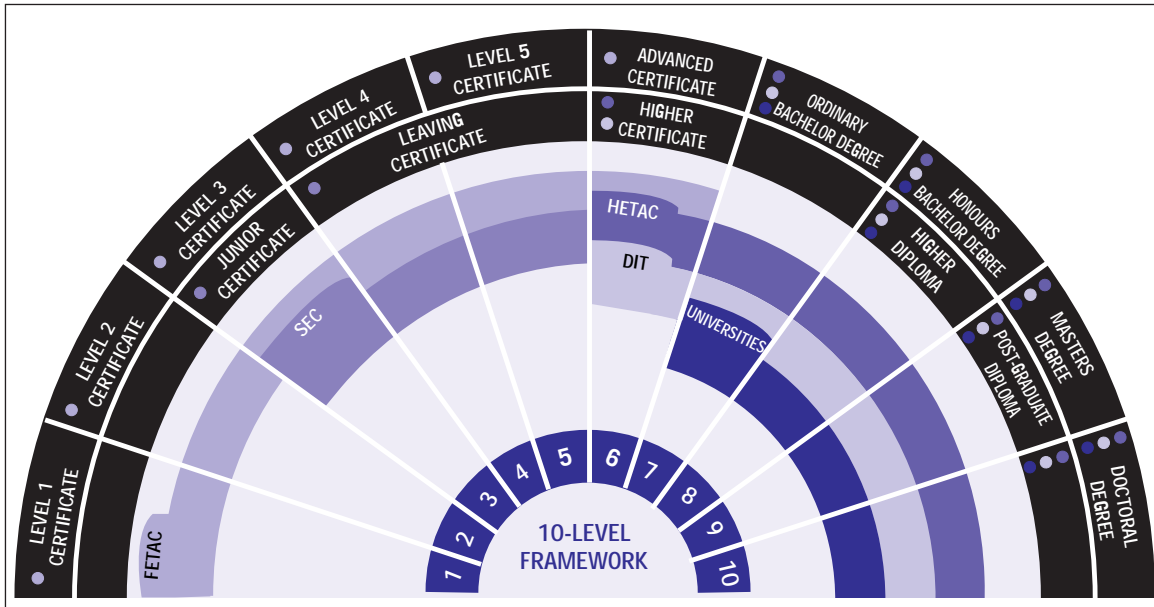 LEVEL 1
CERTIFICATE
LEVEL 2
CERTIFICATE
LEVEL 3
CERTIFICATE
JUNIOR
CERTIFICATE
LEVEL 4
CERTIFICATE
LEVEL 5
CERTIFICATE
LEAVING
CERTIFICATE
ADVANCED
CERTIFICATE
HIGHER
CERTIFICATE
ORDINARY
BACHELOR DEGREE
HONOURS
BACHELOR DEGREE
HIGHER
DIPLOMA
MASTERS
DEGREE
POST-GRADUATE
DIPLOMA
DOCTORAL
DEGREE
FETAC
SEC
HETAC
DIT
UNIVERSITIES
1
2
3
4
5
6
7
8
9
10
10-LEVEL
FRAMEWORK